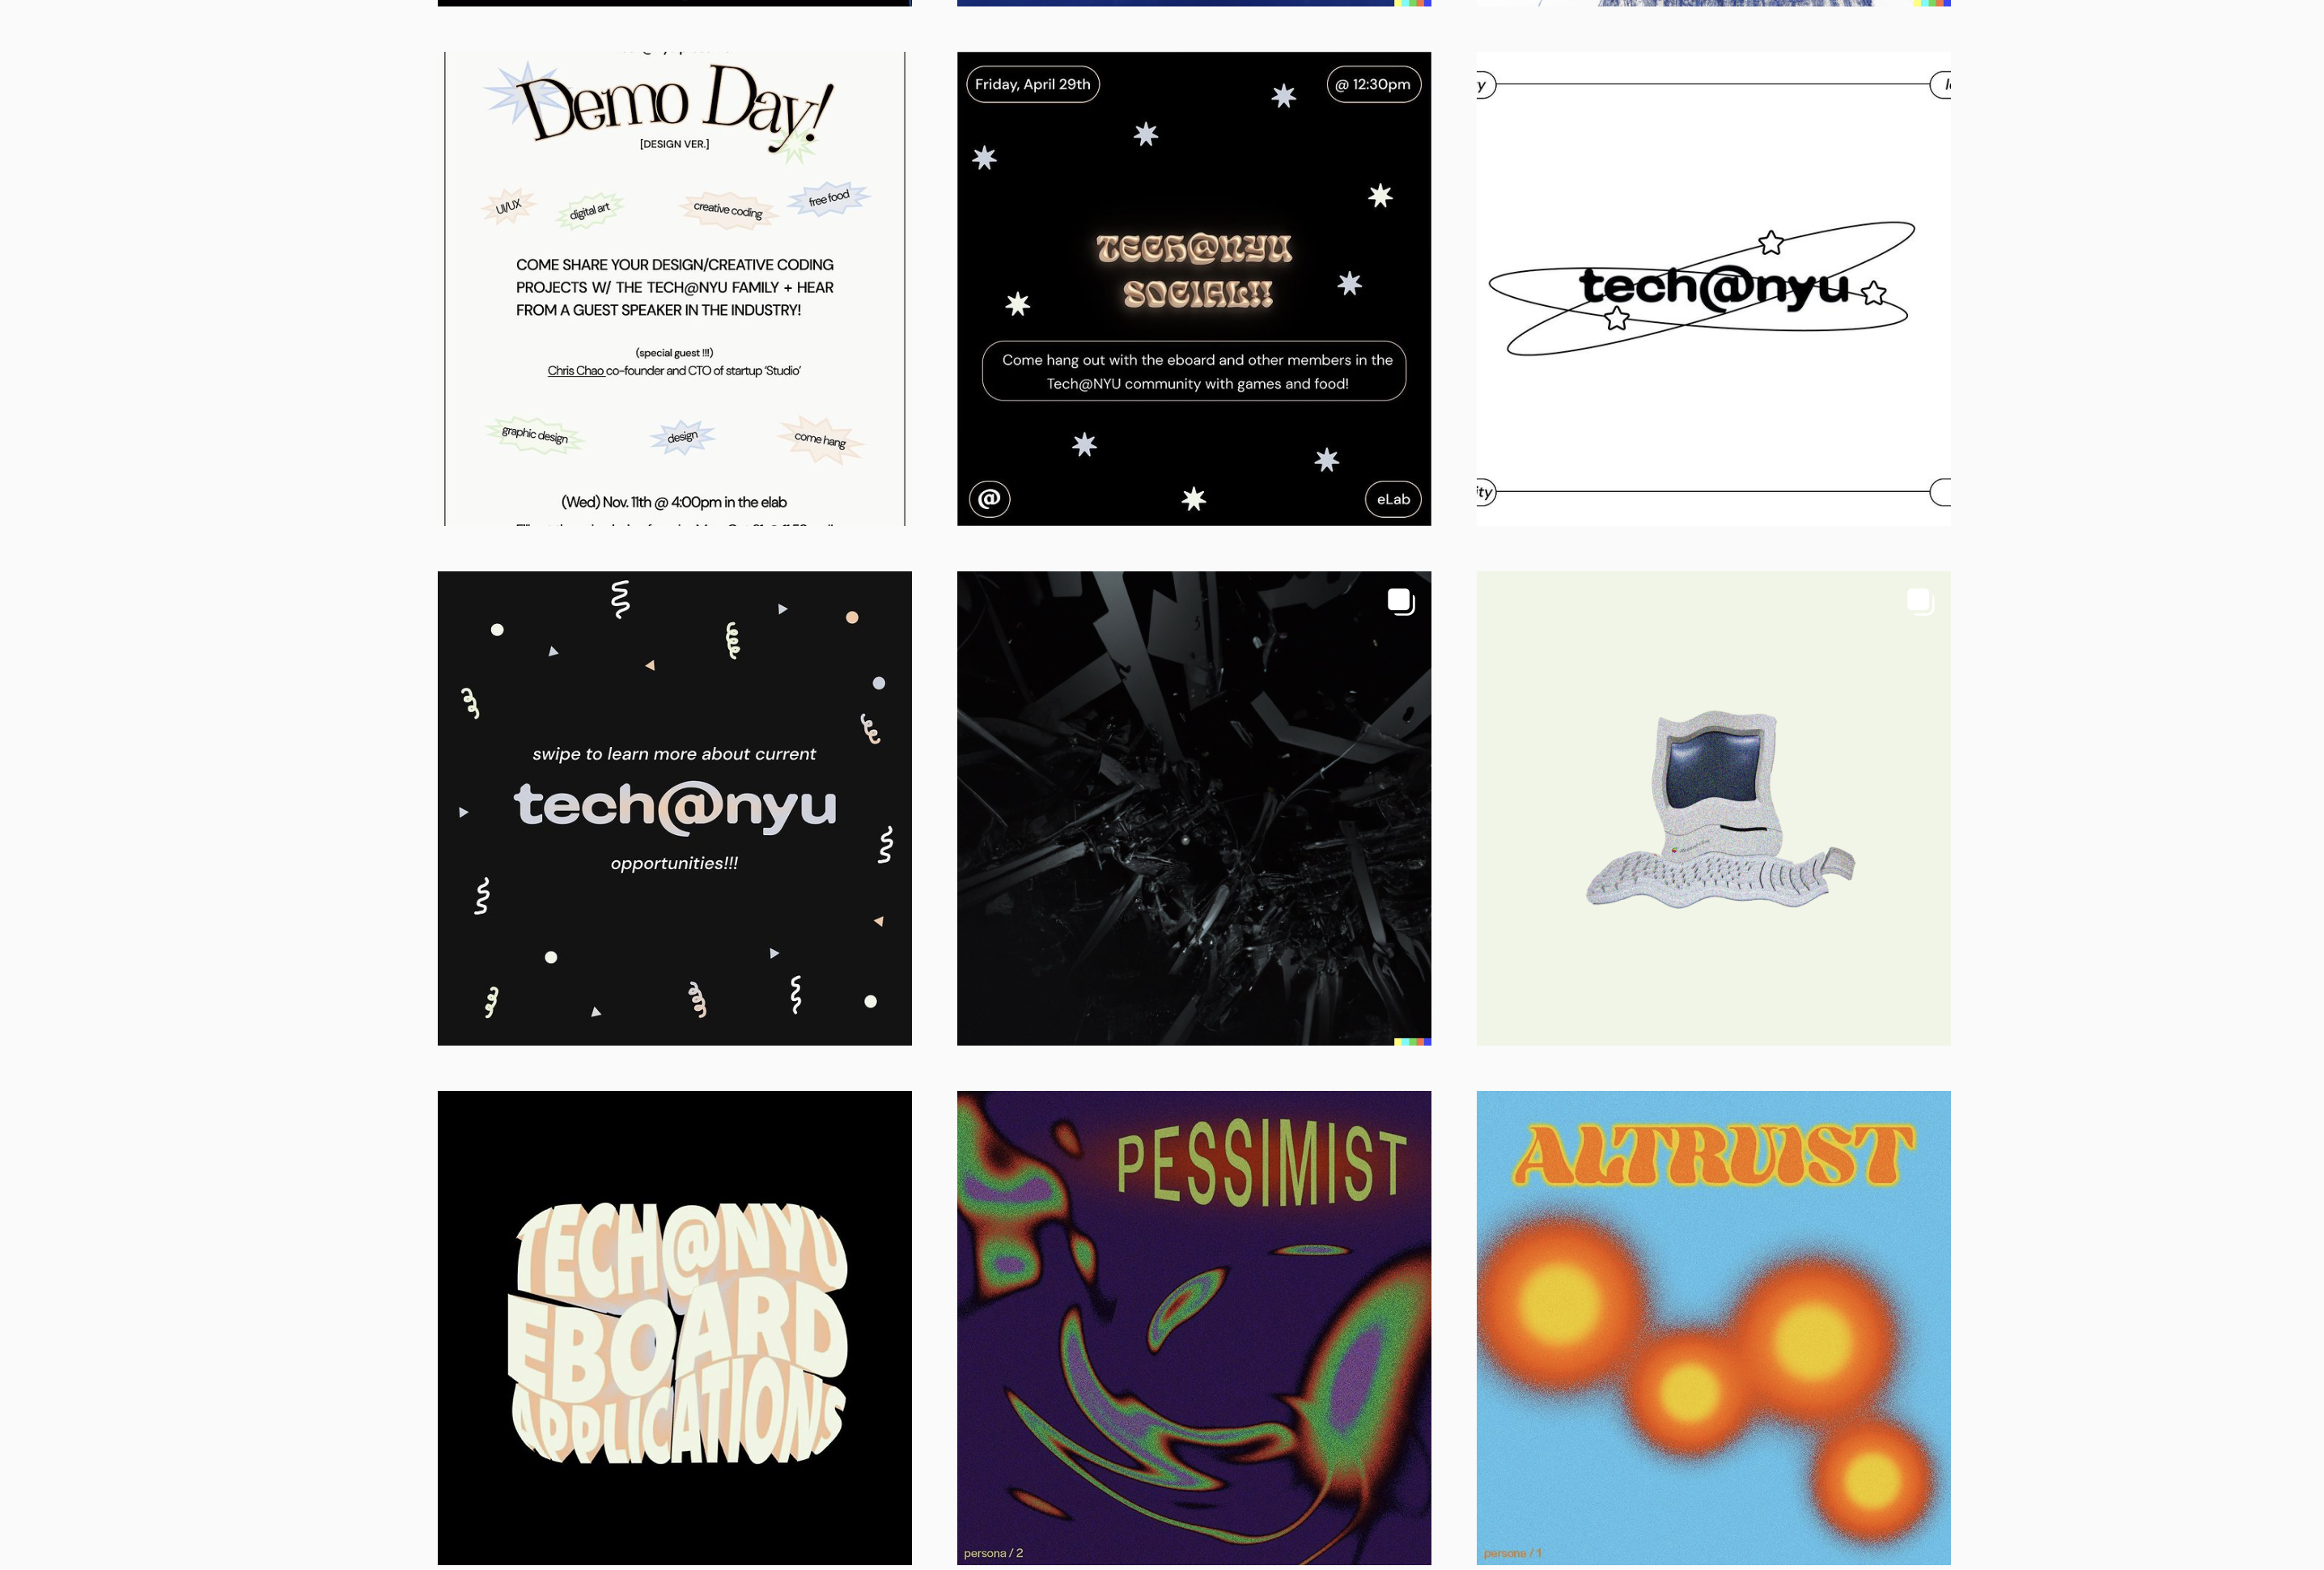 Demo Day!
[DESIGN VER.]
UI/UX
digital art
creative coding
free food
COME SHARE YOUR DESIGN/CREATIVE CODING
PROJECTS W/ THE TECH@NYU FAMILY + HEAR
FROM A GUEST SPEAKER IN THE INDUSTRY!
(special guest !!!)
Chris Chao co-founder and CTO of startup ‘Studio’
graphic design
design
come hang
(Wed) Nov. 11th @ 4:00pm in the elab
Friday, April 29th
@ 12:30pm
TECH@NYU
SOCIAL!!
Come hang out with the eboard and other members in the
Tech@NYU community with games and food!
@
eLab
tech@nyu
swipe to learn more about current
tech@nyu
opportunities!!!
TECH@NYU
EBOARD
APPLICATIONS
PESSIMIST
persona / 2
ALTRUIST
persona / 1